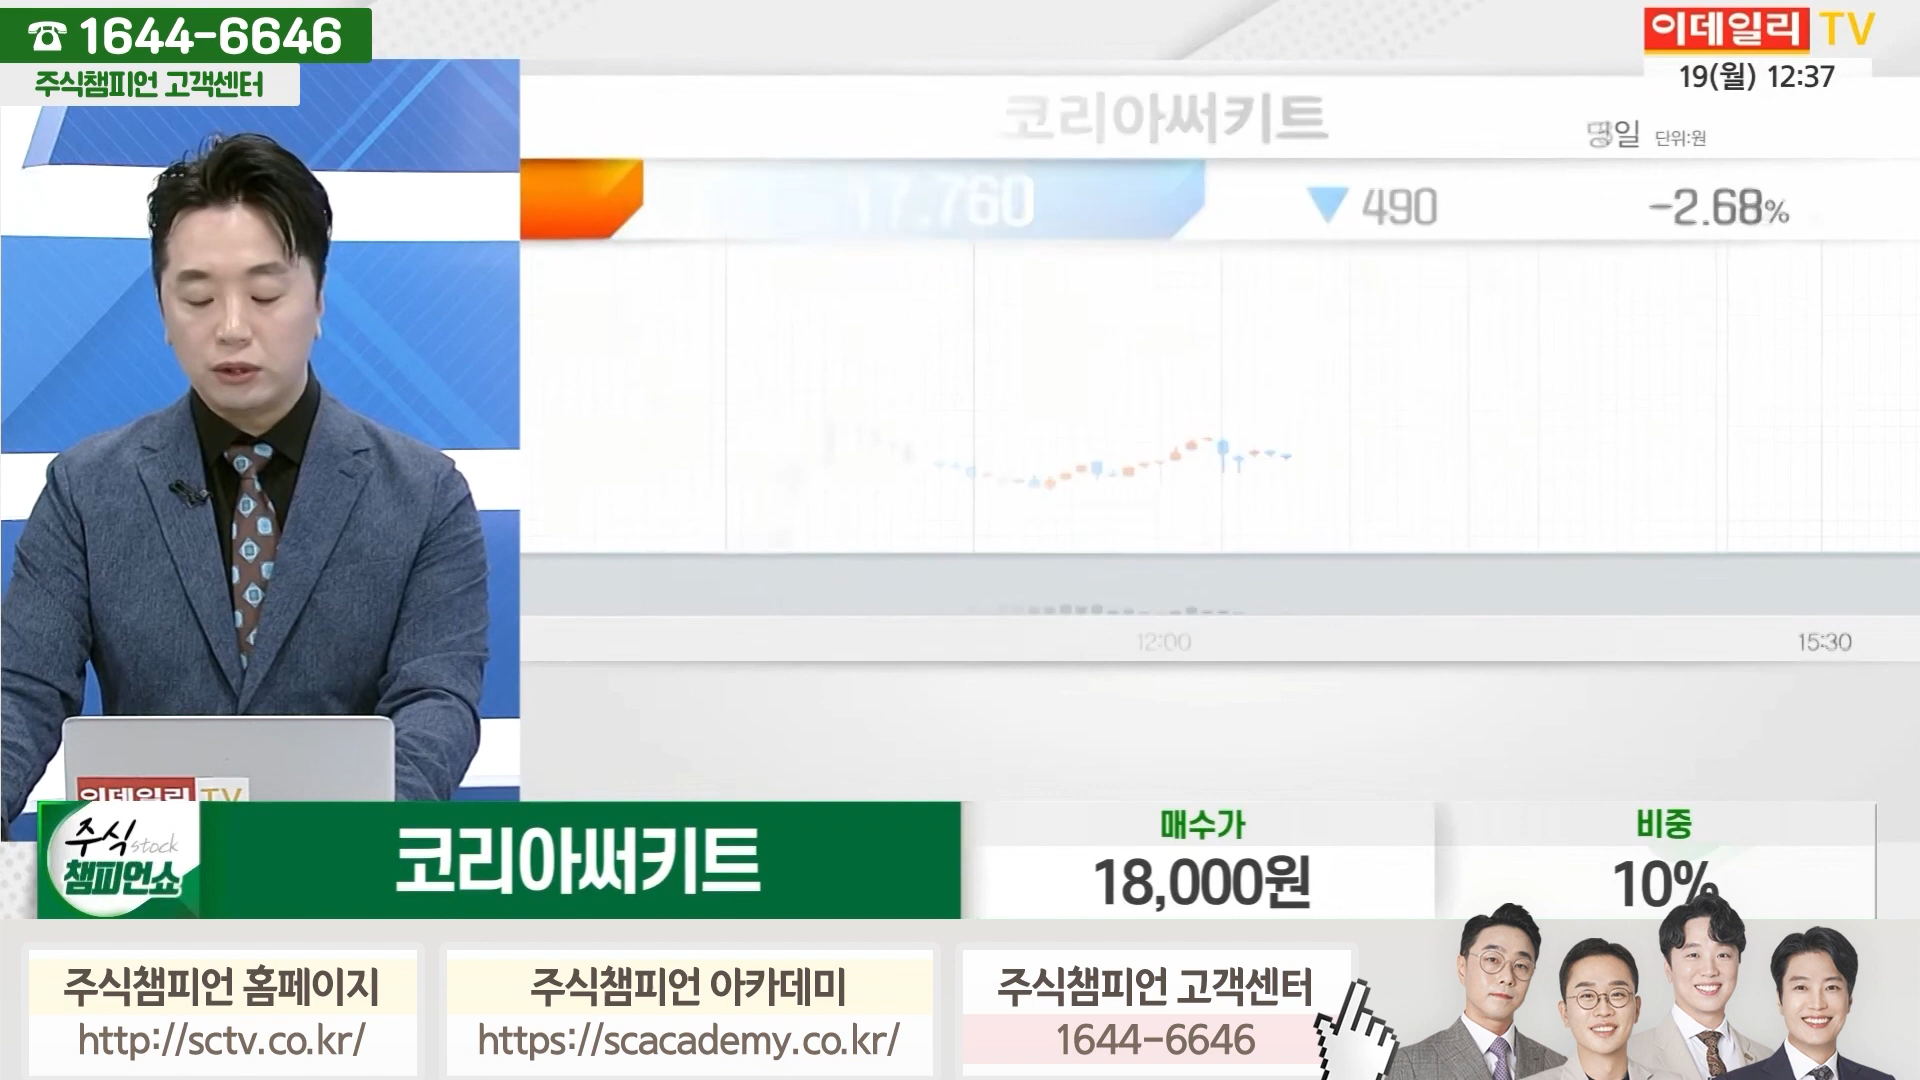 ☎ 1644-6646
주식챔피언 고객센터
이데일리 TV
19(월) 12:37
코리아써키트
단위:원
17.760
▼ 490
-2.68%
12:00
15:30
이데일리 TV
주식 stock
챔피언쇼
코리아써키트
매수가
18,000원
비중
10%
주식챔피언 홈페이지
http://sctv.co.kr/
주식챔피언 아카데미
https://scacademy.co.kr/
주식챔피언 고객센터
1644-6646